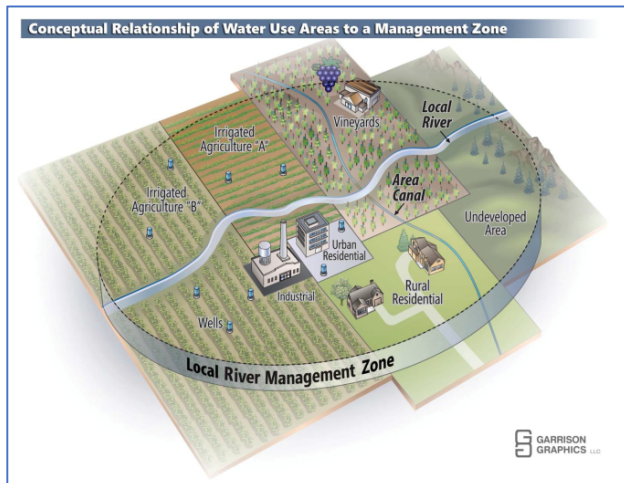 Conceptual Relationship of Water Use Areas to a Management Zone
Vineyards
Local
River
Irrigated
Agriculture "A"
Irrigated
Agriculture "B"
Area
Canal
Undeveloped
Area
Urban
Residential
Industrial
Rural
Residential
Wells
Local River Management Zone
GARRISON
GRAPHICS LLC